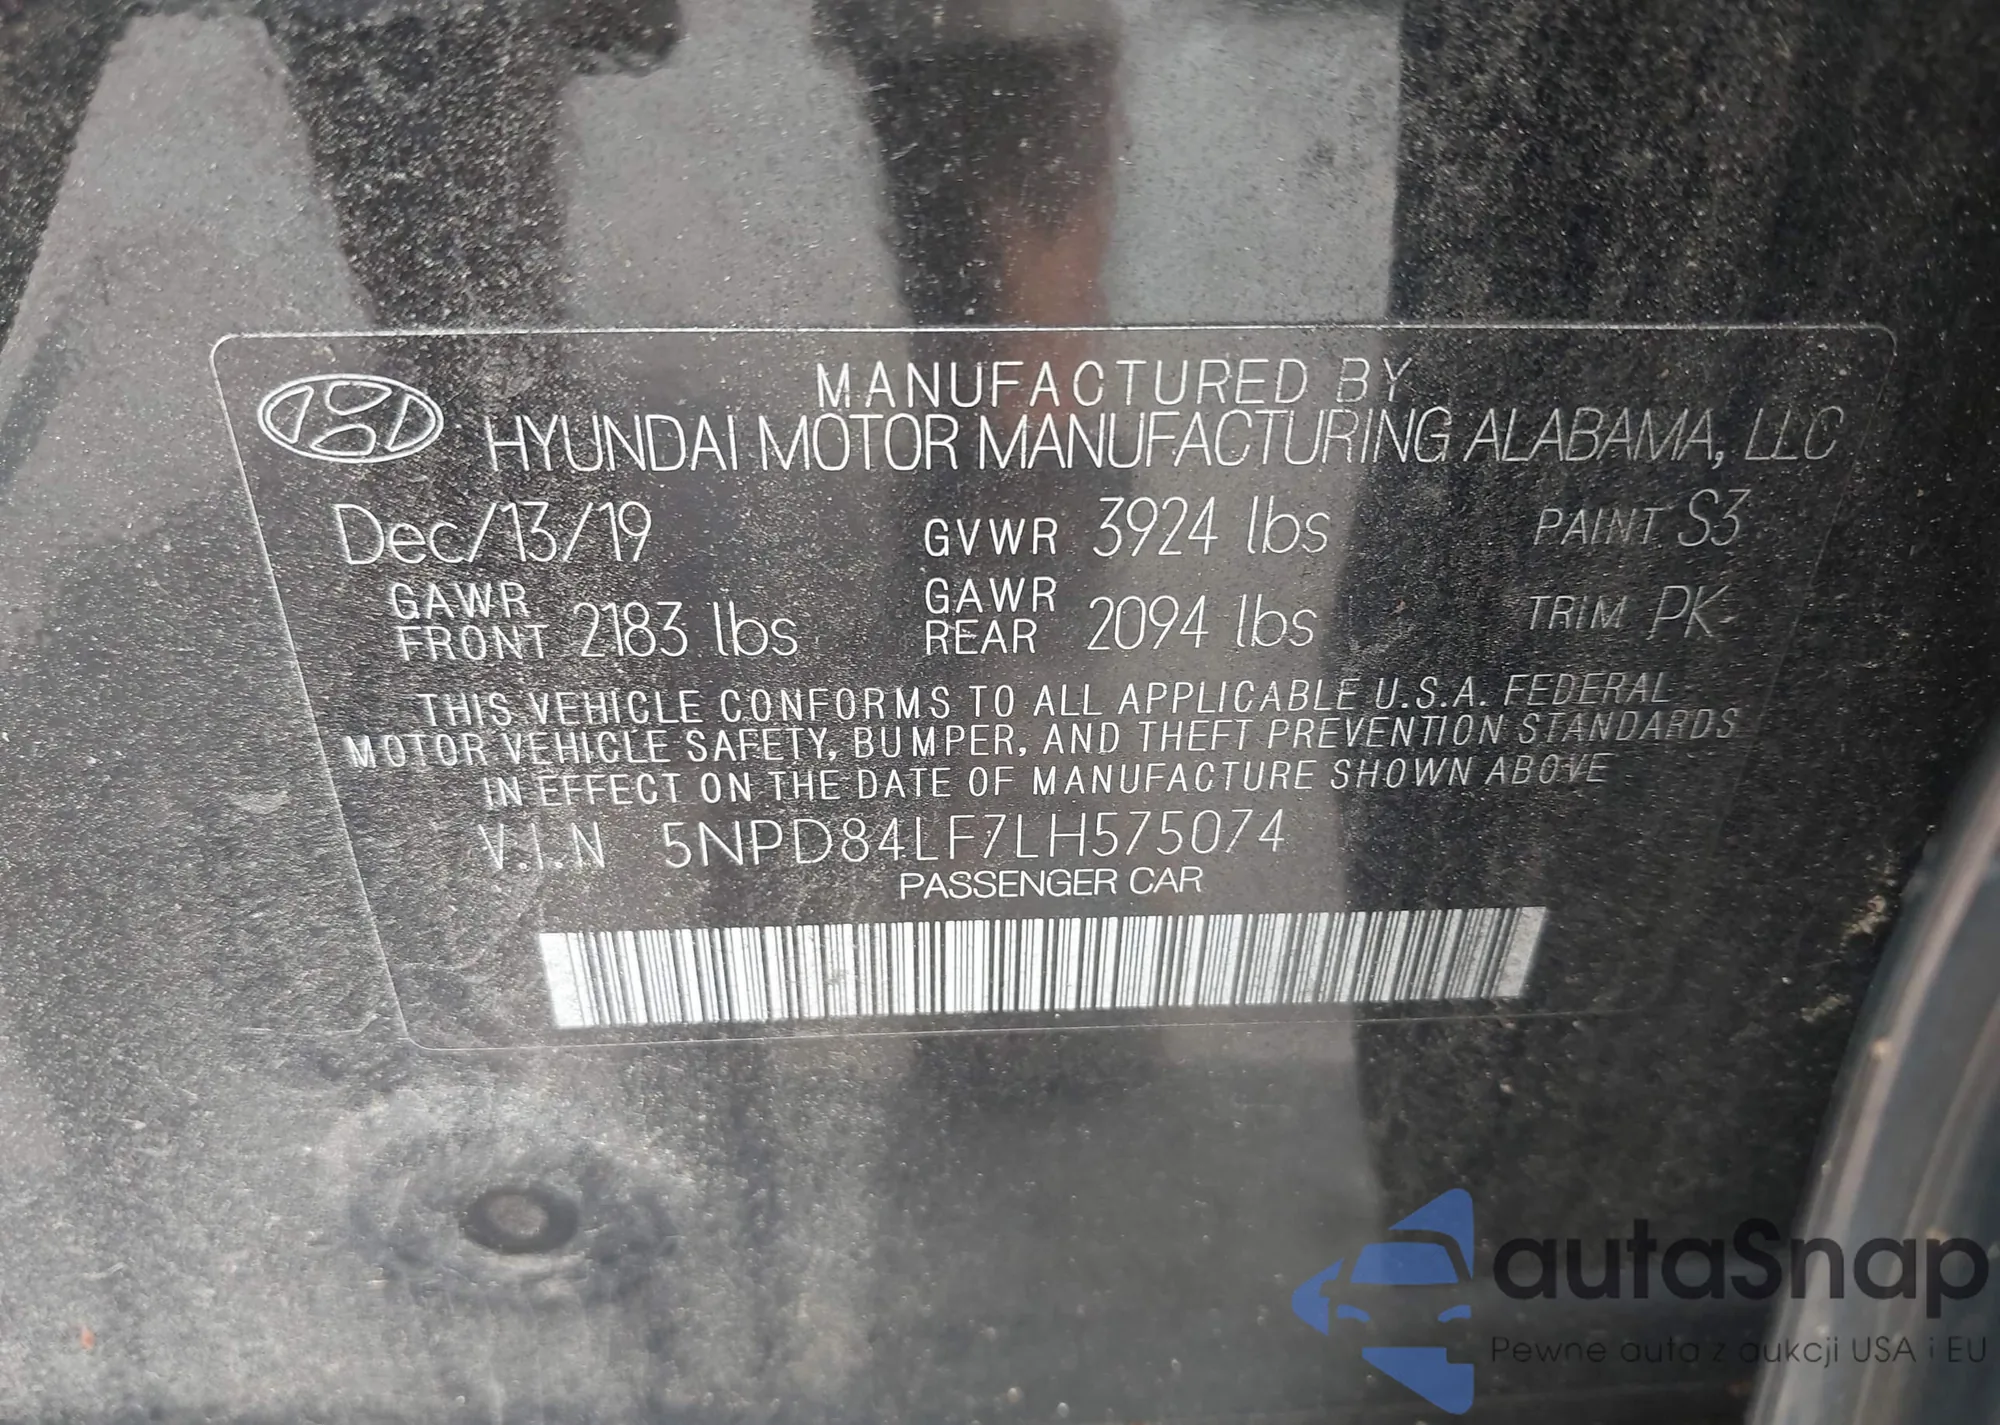 MANUFACTURED BY
HYUNDAI MOTOR MANUFACTURING ALABAMA, LLC
Dec/13/19 GVWR 3924 lbs PAINT S3
GAWR FRONT 2183 lbs GAWR REAR 2094 lbs TRIM PK
THIS VEHICLE CONFORMS TO ALL APPLICABLE U.S.A. FEDERAL
MOTOR VEHICLE SAFETY, BUMPER, AND THEFT PREVENTION STANDARDS
IN EFFECT ON THE DATE OF MANUFACTURE SHOWN ABOVE
V.I.N 5NPD84LF7LH575074
PASSENGER CAR
autaSnap
Pewne auta z aukcji USA i EU